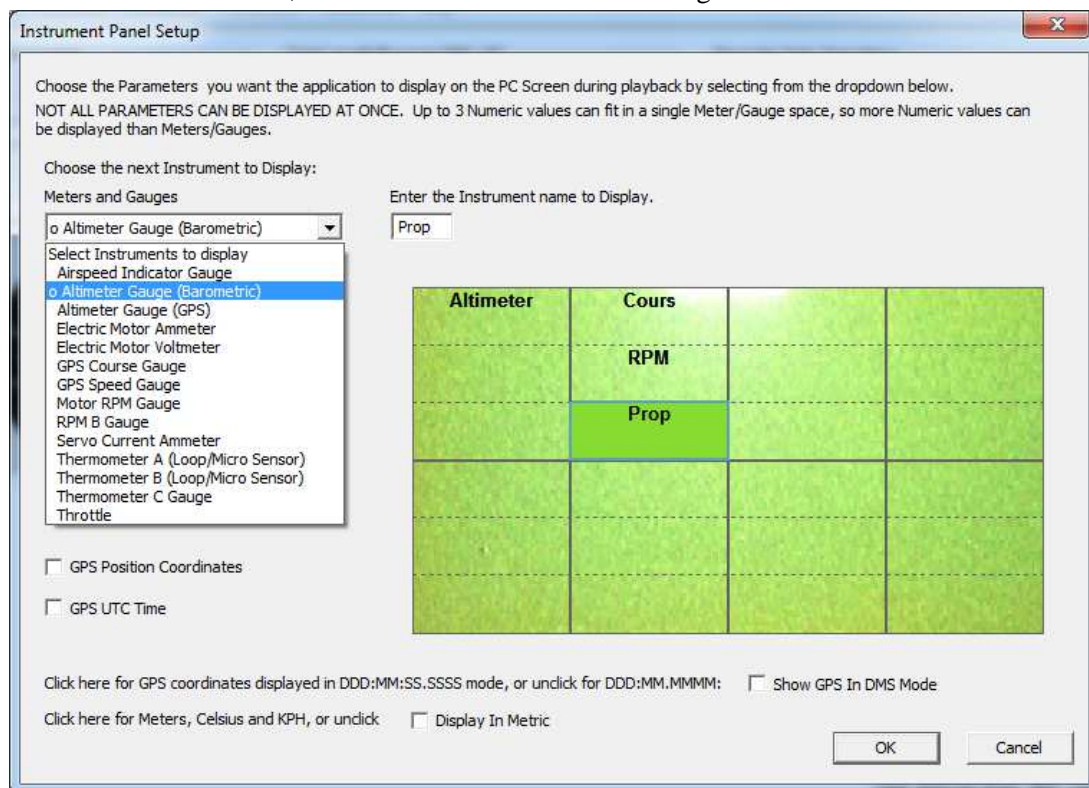 Instrument Panel Setup
Choose the Parameters  you want the application to display on the PC Screen during playback by selecting from the dropdown below.
NOT ALL PARAMETERS CAN BE DISPLAYED AT ONCE.  Up to 3 Numeric values can fit in a single Meter/Gauge space, so more Numeric values can
be displayed than Meters/Gauges.
Choose the next Instrument to Display:
Meters and Gauges
Enter the Instrument name to Display.
o Altimeter Gauge (Barometric)
Prop
Select Instruments to display
Airspeed Indicator Gauge
o Altimeter Gauge (Barometric)
Altimeter Gauge (GPS)
Electric Motor Ammeter
Electric Motor Voltmeter
GPS Course Gauge
GPS Speed Gauge
Motor RPM Gauge
RPM B Gauge
Servo Current Ammeter
Thermometer A (Loop/Micro Sensor)
Thermometer B (Loop/Micro Sensor)
Thermometer C Gauge
Throttle
Altimeter
Cours
RPM
Prop
GPS Position Coordinates
GPS UTC Time
Click here for GPS coordinates displayed in DDD:MM:SS.SSSS mode, or unclick for DDD:MM.MMMM:
Show GPS In DMS Mode
Click here for Meters, Celsius and KPH, or unclick
Display In Metric
OK
Cancel